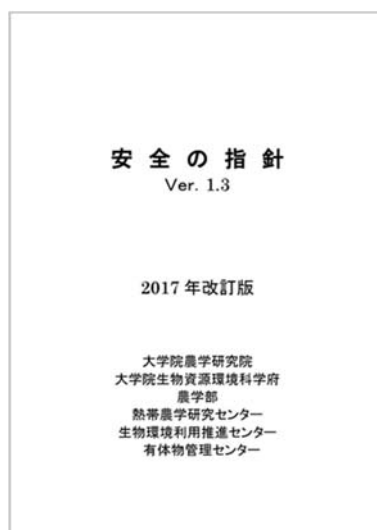 安全の指針
Ver. 1.3
2017 年改訂版
大学院農学研究院
大学院生物資源環境科学府
農学部
熱帯農学研究センター
生物環境利用推進センター
有体物管理センター